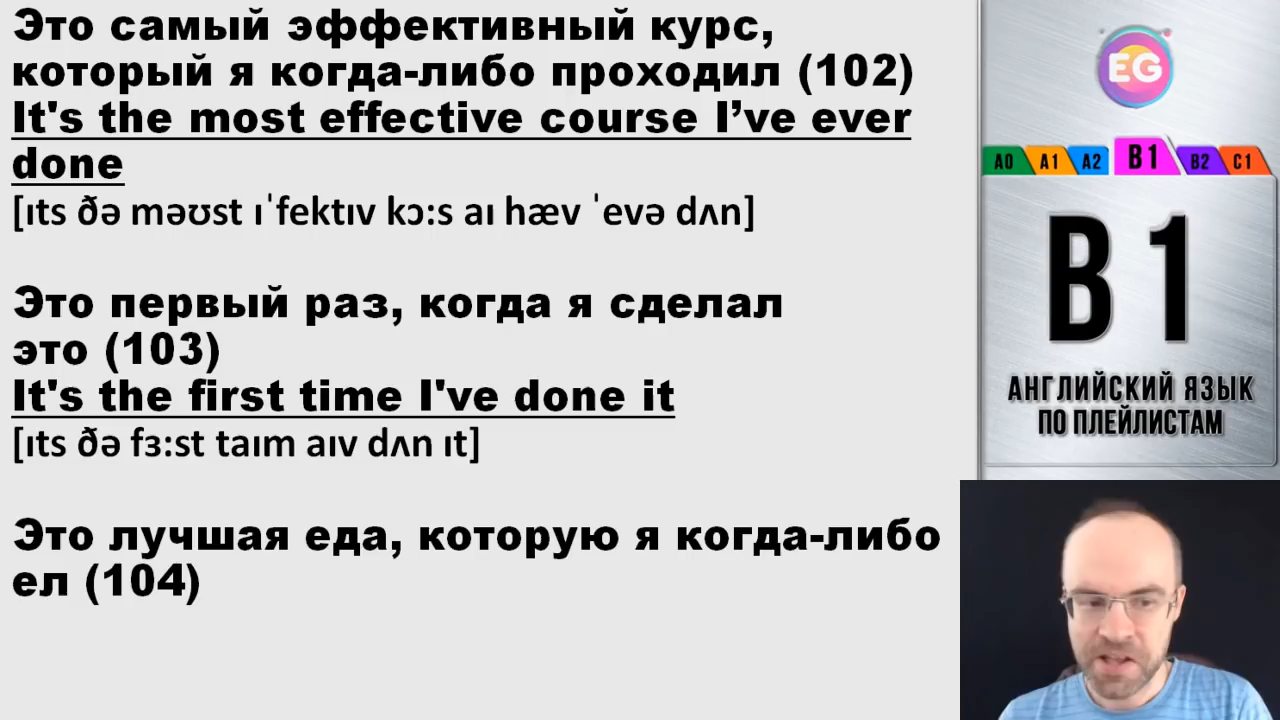 Это самый эффективный курс,
который я когда-либо проходил (102)
It's the most effective course I’ve ever
done
[ɪts ðə məʊst ɪˈfektɪv kɔ:s aɪ hæv ˈevə dʌn]
Это первый раз, когда я сделал
это (103)
It's the first time I've done it
[ɪts ðə fɜ:st taɪm aɪv dʌn ɪt]
Это лучшая еда, которую я когда-либо
ел (104)
EG
A0 A1 A2 B1 B2 C1
B1
АНГЛИЙСКИЙ ЯЗЫК
ПО ПЛЕЙЛИСТАМ